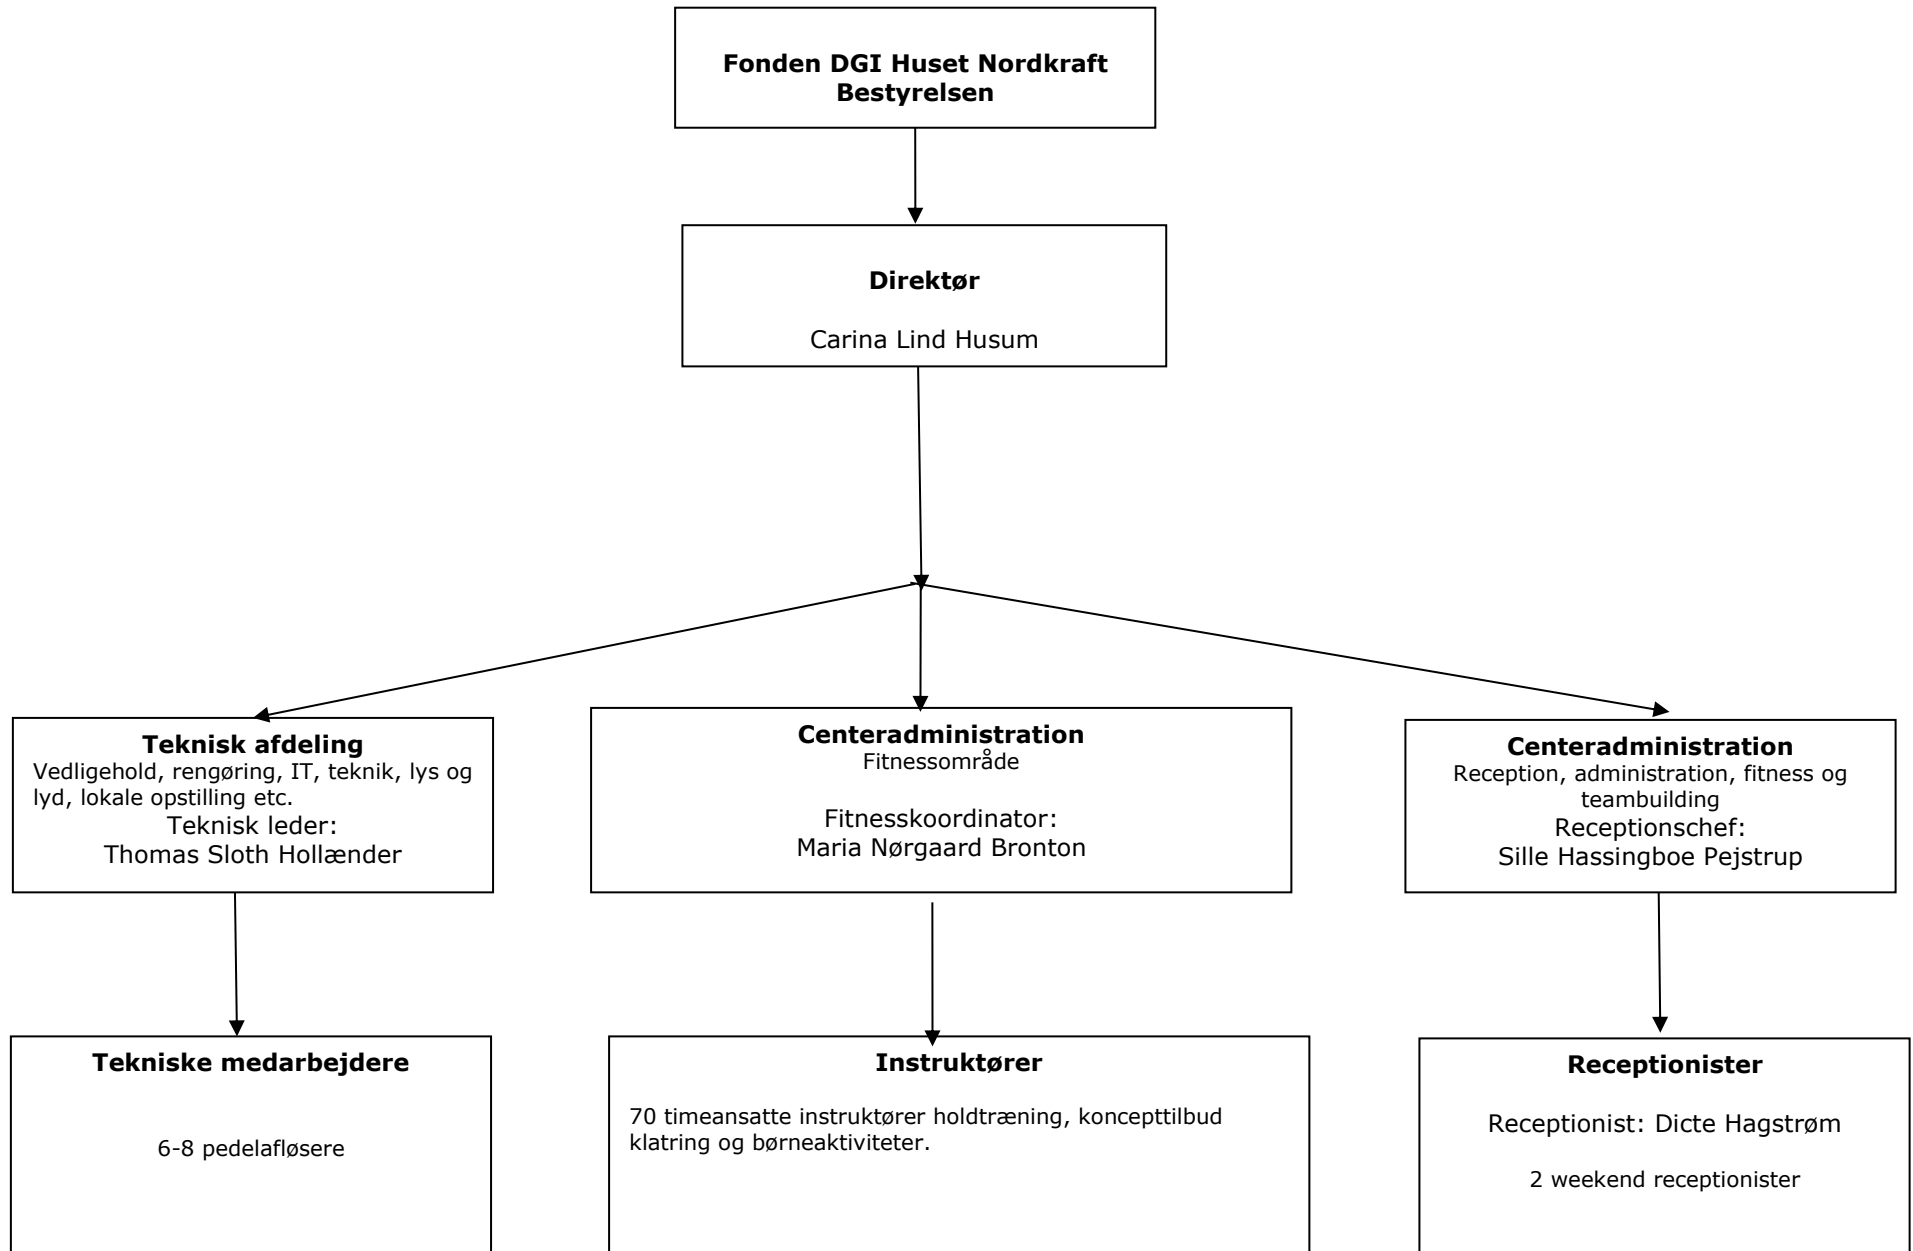 Fonden DGI Huset Nordkraft
Bestyrelsen
Direktør
Carina Lind Husum
Teknisk afdeling
Vedligehold, rengøring, IT, teknik, lys og
lyd, lokale opstilling etc.
Teknisk leder:
Thomas Sloth Hollænder
Centeradministration
Fitnessområde
Fitnesskoordinator:
Maria Nørgaard Bronton
Centeradministration
Reception, administration, fitness og
teambuilding
Receptionschef:
Sille Hassingboe Pejstrup
Tekniske medarbejdere
6-8 pedelafløsere
Instruktører
70 timeansatte instruktører holdtræning, koncepttilbud
klatring og børneaktiviteter.
Receptionister
Receptionist: Dicte Hagstrøm
2 weekend receptionister